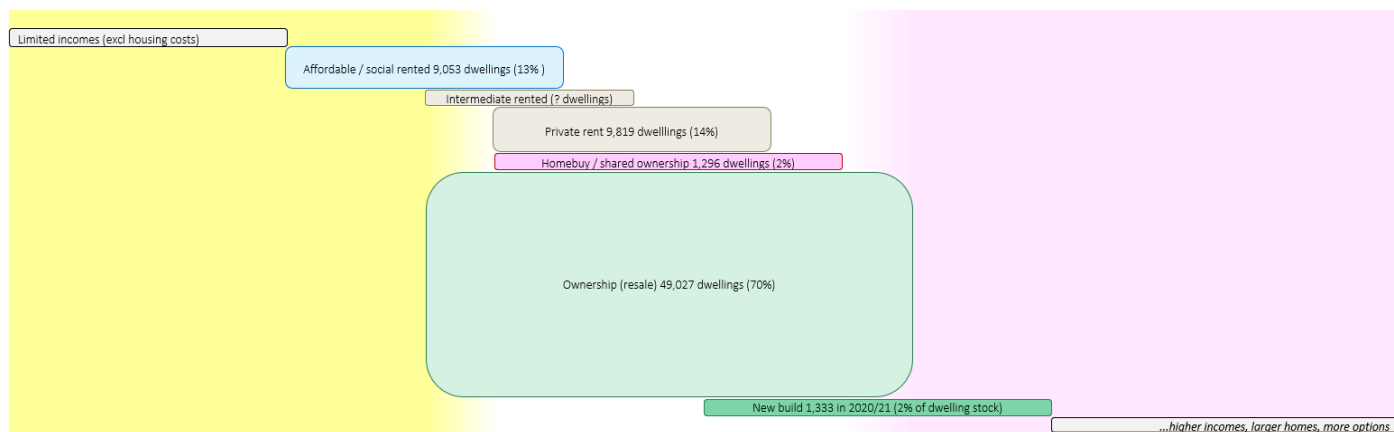 Limited incomes (excl housing costs)
Affordable / social rented 9,053 dwellings (13% )
Intermediate rented (? dwellings)
Private rent 9,819 dwelllings (14%)
Homebuy / shared ownership 1,296 dwellings (2%)
Ownership (resale) 49,027 dwellings (70%)
New build 1,333 in 2020/21 (2% of dwelling stock)
...higher incomes, larger homes, more options